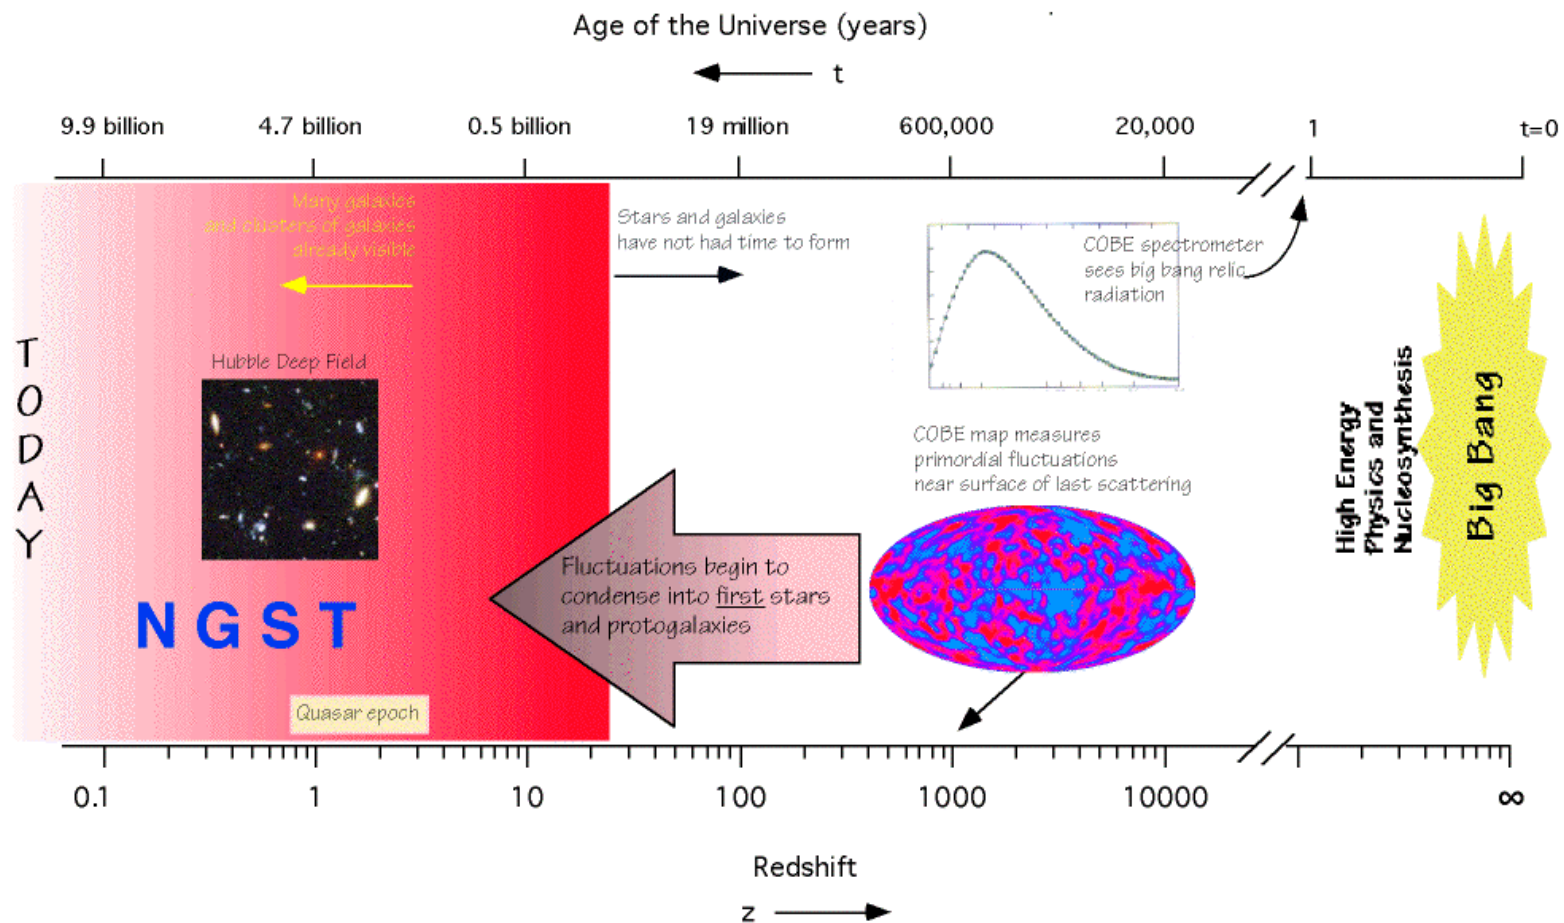 Age of the Universe (years)
t
9.9 billion
4.7 billion
0.5 billion
19 million
600,000
20,000
1
t=0
Many galaxies
and clusters of galaxies
already visible
Stars and galaxies
have not had time to form
COBE spectrometer
sees big bang relic
radiation
TODAY
Hubble Deep Field
COBE map measures
primordial fluctuations
near surface of last scattering
High Energy
Physics and
Nucleosynthesis
Big Bang
Fluctuations begin to
condense into first stars
and protogalaxies
NGST
Quasar epoch
0.1
1
10
100
1000
10000
∞
Redshift
z